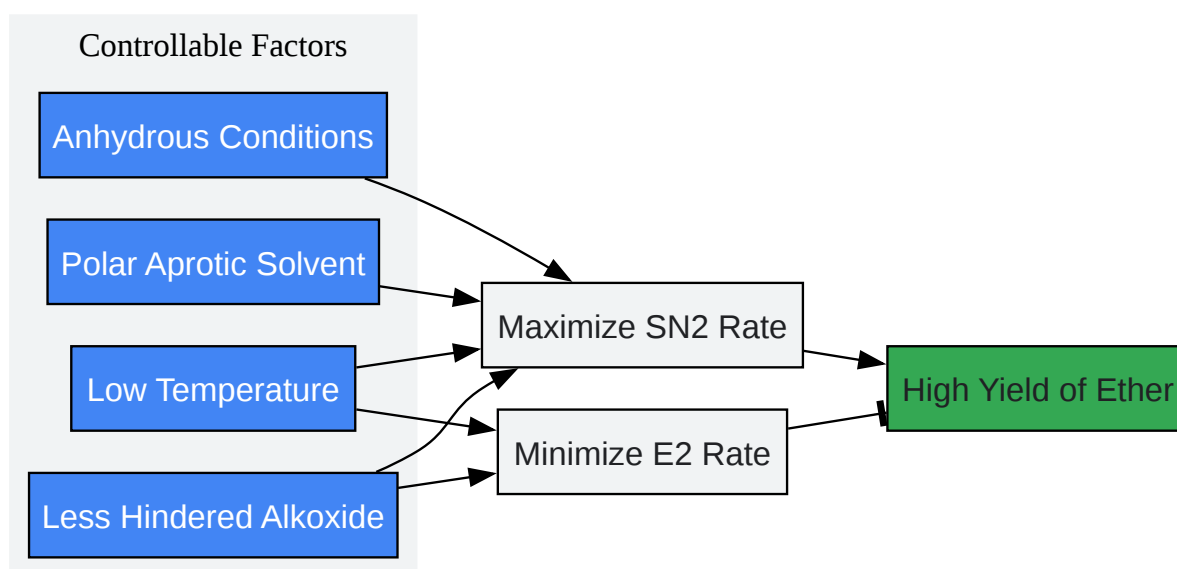 Controllable Factors
Anhydrous Conditions
Polar Aprotic Solvent
Low Temperature
Less Hindered Alkoxide
Maximize SN2 Rate
Minimize E2 Rate
High Yield of Ether